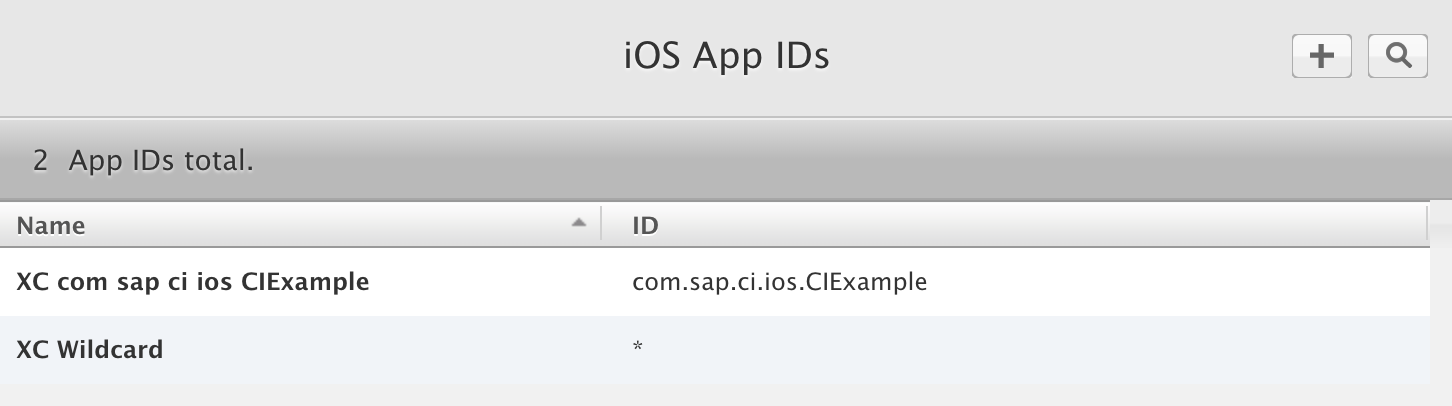 iOS App IDs
2 App IDs total.
Name ID
XC com sap ci ios CIExample com.sap.ci.ios.CIExample
XC Wildcard *